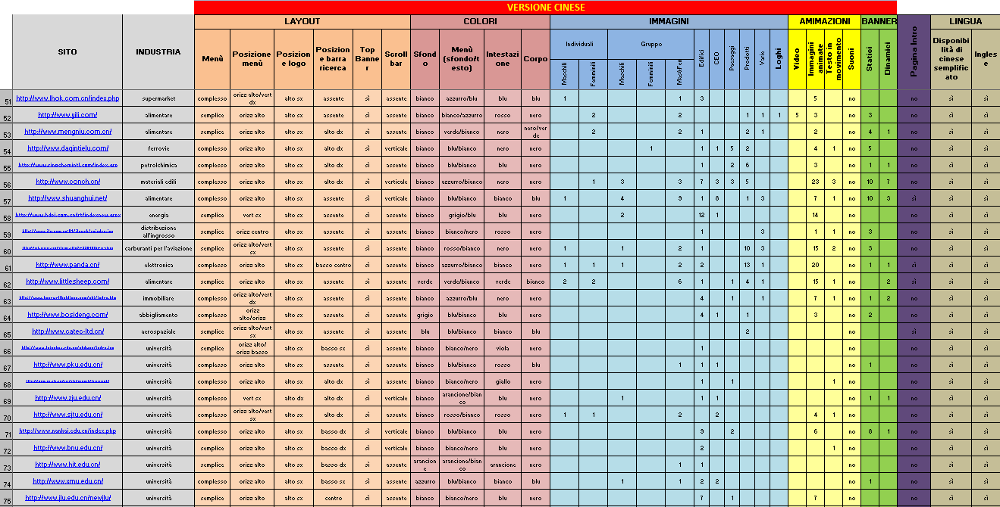 VERSIONE CINESE
SITO INDUSTRIA LAYOUT COLORI IMMAGINI AMIMAZIONI BANNER Pagina Intro LINGUA
Menù Posizione menù Posizione logo Posizione barra ricerca Top Banner Scroll bar Sfondo Menù (sfondo/testo) Intestazione Corpo Individuali Gruppo Edifici CEO Paesaggi Prodotti Varie Loghi Video Immagini animate Testo in movimento Suoni Statici Dinamici Disponibilità di cinese semplificato Inglese
Maschili Femminili Maschili Femminili Mas&Fem
51 http://www.lhok.com.cn/index.php supermarket complesso orizz alto/vert dx alto sx assente sì assente bianco azzurro/blu blu blu 1 1 3 5 no no sì sì
52 http://www.yili.com/ alimentare semplice orizz alto alto sx assente sì assente bianco bianco/azzurro rosso nero 2 2 1 1 1 5 3 no 3 no sì sì
53 http://www.mengniu.com.cn/ alimentare semplice orizz alto alto sx assente sì assente bianco verde/bianco nero nero/verde 2 2 1 2 1 2 no 4 1 no sì sì
54 http://www.daqintielu.com/ ferrovie complesso orizz alto alto sx alto dx sì verticale bianco blu/bianco nero nero 1 1 1 5 2 4 1 no 5 no sì sì
55 petrolchimica semplice orizz alto alto sx assente sì assente bianco blu/bianco blu nero 1 2 6 3 no 1 1 no sì sì
56 http://www.conch.cn/ materiali edili complesso orizz alto alto sx alto dx sì verticale bianco azzurro/bianco nero nero 1 3 3 7 3 3 5 23 3 no 10 7 no sì sì
57 http://www.shuanghui.net/ alimentare complesso orizz alto alto sx assente sì verticale bianco blu/bianco bianco blu 1 4 9 1 8 1 3 7 1 no 10 3 sì sì sì
58 energia semplice vert sx alto sx assente sì assente bianco grigio/blu blu nero 2 12 1 14 no no sì sì
59 distribuzione all'ingrosso semplice orizz centro alto sx assente sì assente bianco bianco/nero rosso nero 1 3 1 1 no 3 no sì sì
60 carburanti per l'aviazione semplice orizz alto/vert sx alto sx assente sì assente bianco rosso/bianco nero nero 1 1 2 1 10 3 15 2 no 3 no sì sì
61 http://www.panda.cn/ elettronica complesso orizz alto alto sx basso centro sì assente bianco azzurro/bianco bianco nero 1 1 1 2 2 13 1 20 no 1 1 sì sì sì
62 http://www.littlesheep.com/ alimentare semplice orizz alto alto sx assente sì assente verde verde/bianco verde bianco 2 2 6 1 1 4 1 15 1 no 2 sì sì sì
63 immobiliare semplice orizz alto/vert dx alto sx assente sì assente bianco azzurro/blu nero nero 4 1 1 7 1 no 1 2 no sì sì
64 http://www.bosideng.com/ abbigliamento complesso orizz alto/orizz alto sx assente sì assente grigio blu/bianco blu nero 4 1 1 3 no 2 no sì sì
65 http://www.catec-ltd.cn/ aerospaziale semplice orizz alto/vert sx alto sx assente sì assente blu blu/bianco bianco blu 2 no sì sì sì
66 università semplice orizz alto/ orizz basso alto sx basso sx sì assente bianco bianco/nero viola nero 1 no no sì sì
67 http://www.pku.edu.cn/ università complesso orizz alto alto sx assente sì assente bianco blu/bianco rosso blu 1 1 1 no 1 no sì sì
68 università semplice orizz alto alto sx alto dx sì assente bianco bianco/nero giallo nero 1 1 1 no no sì sì
69 http://www.zju.edu.cn/ università complesso vert sx alto dx alto dx sì verticale bianco arancione/bianco blu nero 1 1 1 no 1 1 no sì sì
70 http://www.sjtu.edu.cn/ università complesso orizz alto/vert sx alto sx alto dx sì assente bianco rosso/bianco rosso nero 1 1 2 2 4 1 no no sì sì
71 http://www.nankai.edu.cn/index.php università complesso orizz alto alto sx basso dx sì verticale bianco blu/bianco blu nero 9 2 6 no 8 1 no sì sì
72 http://www.bnu.edu.cn/ università semplice orizz alto alto sx basso dx sì verticale bianco bianco/nero blu nero 2 1 no no sì sì
73 http://www.hit.edu.cn/ università semplice orizz alto alto sx basso dx sì assente arancione arancione/bianco arancione nero 1 1 no no sì sì
74 http://www.xmu.edu.cn/ università complesso orizz alto alto sx basso sx sì assente azzurro blu/bianco bianco blu 1 1 2 2 no 1 no sì sì
75 http://www.jlu.edu.cn/newjlu/ università semplice orizz alto alto sx centro sì assente bianco bianco/nero blu nero 7 1 7 no no sì sì